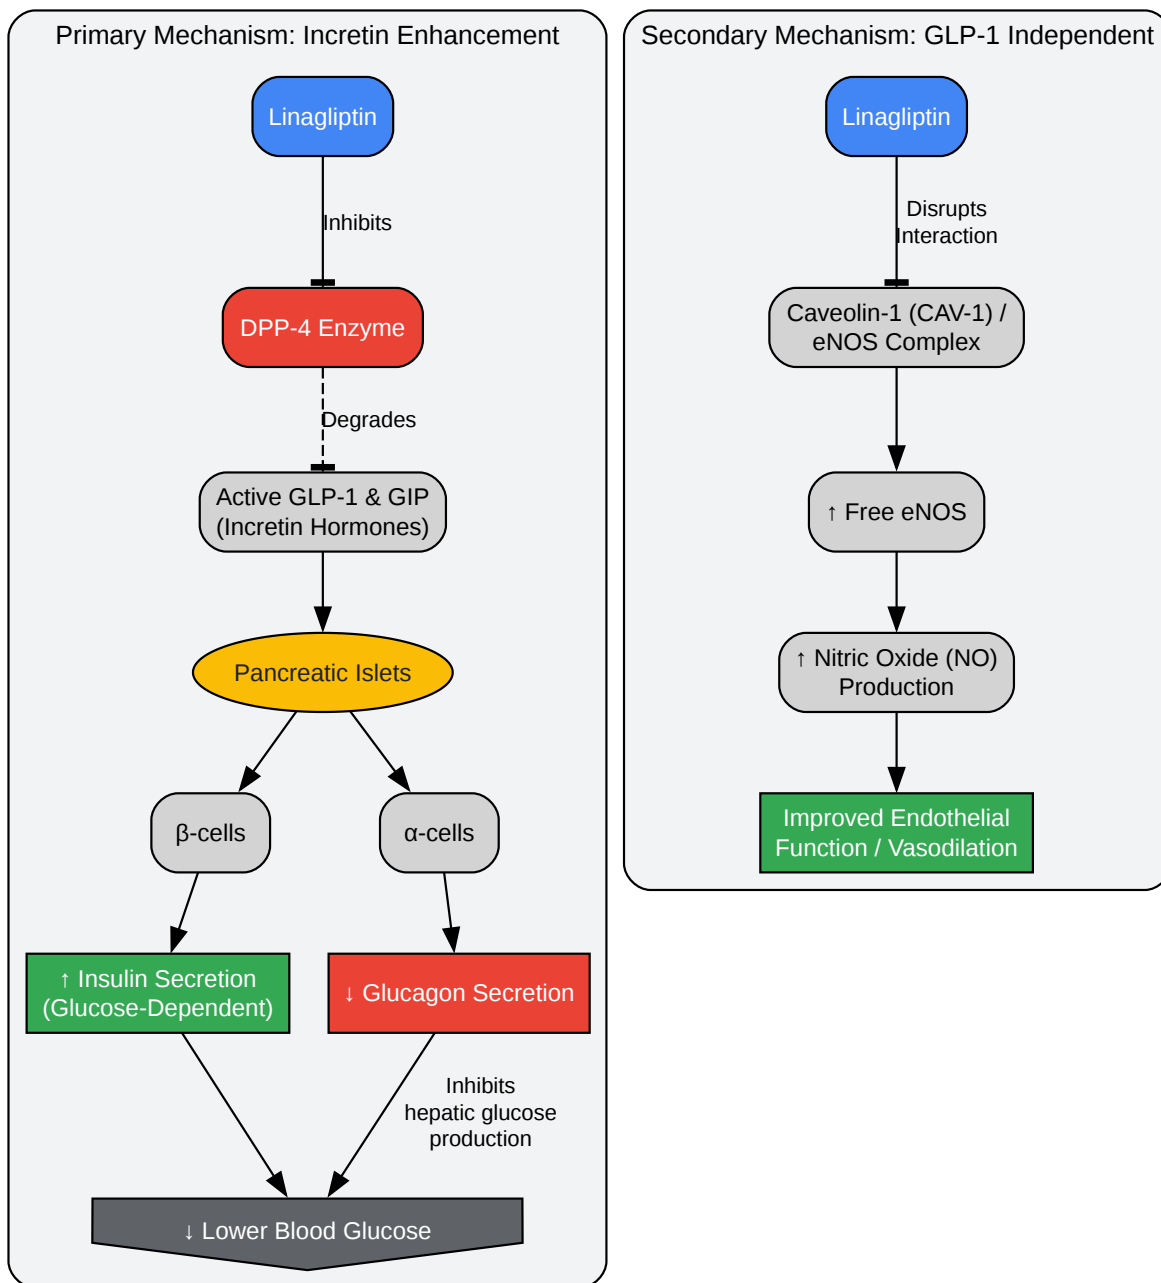 Primary Mechanism: Incretin Enhancement
Linagliptin
Inhibits
DPP-4 Enzyme
Degrades
Active GLP-1 & GIP
(Incretin Hormones)
Pancreatic Islets
β-cells
α-cells
↑ Insulin Secretion
(Glucose-Dependent)
↓ Glucagon Secretion
Inhibits
hepatic glucose
production
↓ Lower Blood Glucose
Secondary Mechanism: GLP-1 Independent
Linagliptin
Disrupts
Interaction
Caveolin-1 (CAV-1) /
eNOS Complex
↑ Free eNOS
↑ Nitric Oxide (NO)
Production
Improved Endothelial
Function / Vasodilation